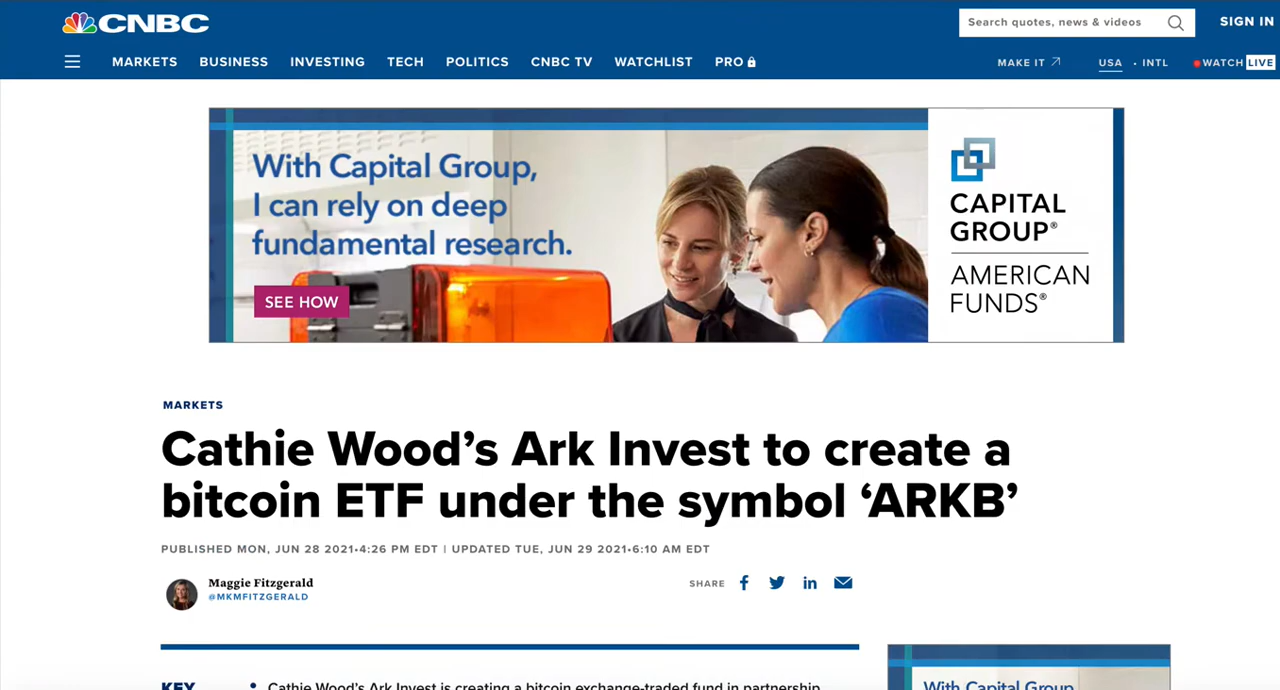 CNBC
Search quotes, news & videos
SIGN IN
MARKETS BUSINESS INVESTING TECH POLITICS CNBC TV WATCHLIST PRO
MAKE IT USA • INTL WATCH LIVE
With Capital Group,
I can rely on deep
fundamental research.
SEE HOW
CAPITAL
GROUP®
AMERICAN
FUNDS®
MARKETS
Cathie Wood’s Ark Invest to create a
bitcoin ETF under the symbol ‘ARKB’
PUBLISHED MON, JUN 28 2021•4:26 PM EDT | UPDATED TUE, JUN 29 2021•6:10 AM EDT
Maggie Fitzgerald
@MKMFITZGERALD
SHARE
KEY • Cathie Wood’s Ark Invest is creating a bitcoin exchange-traded fund in partnership
With Capital Group,